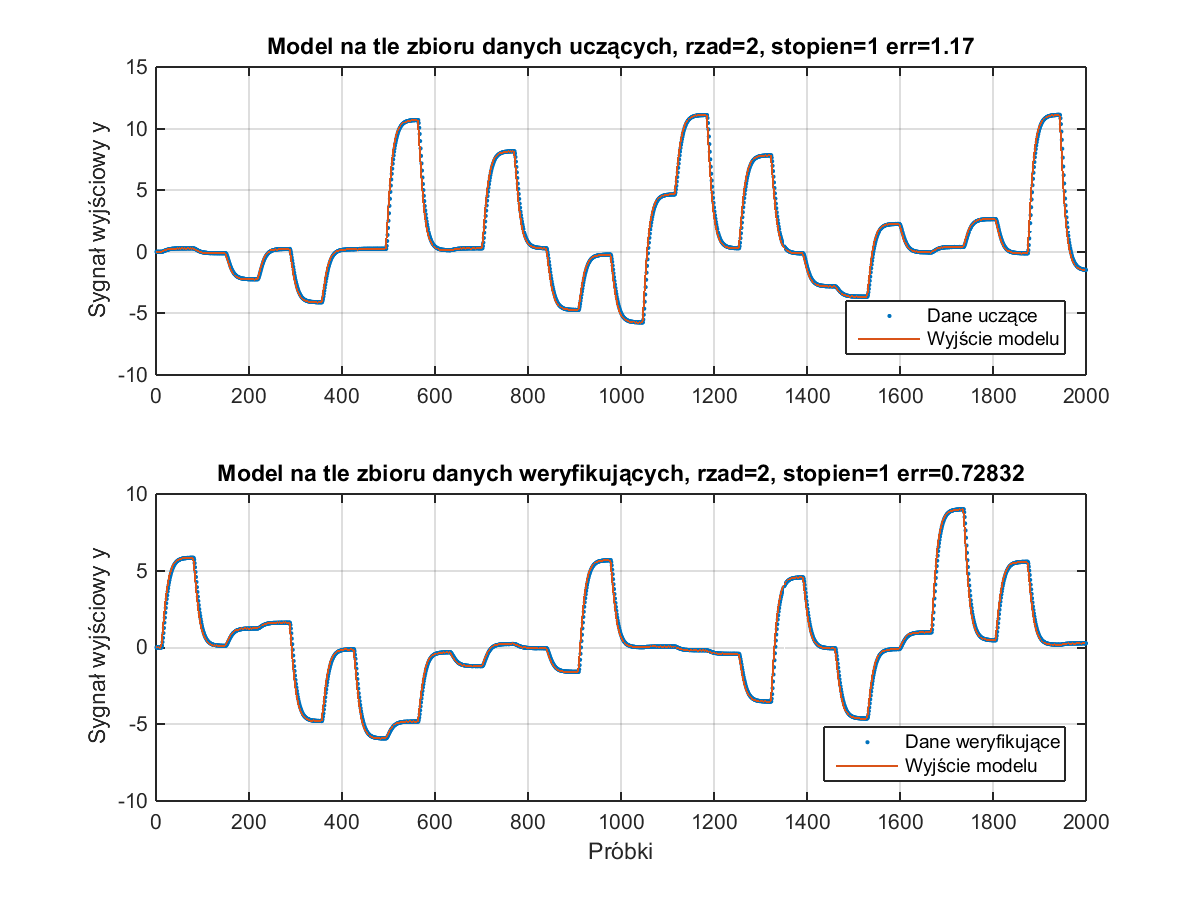 Model na tle zbioru danych uczących, rzad=2, stopien=1 err=1.17
Sygnał wyjściowy y
15
10
5
0
-5
-10
0 200 400 600 800 1000 1200 1400 1600 1800 2000
Dane uczące
Wyjście modelu
Model na tle zbioru danych weryfikujących, rzad=2, stopien=1 err=0.72832
Sygnał wyjściowy y
10
5
0
-5
-10
0 200 400 600 800 1000 1200 1400 1600 1800 2000
Dane weryfikujące
Wyjście modelu
Próbki